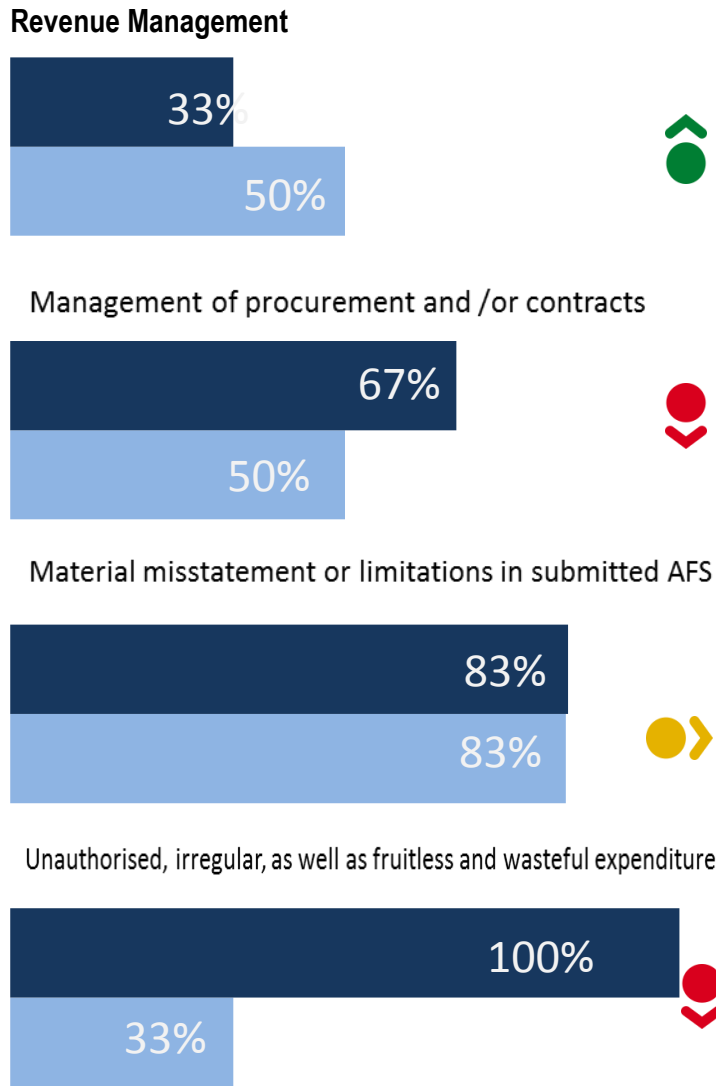 Revenue Management
33%
50%
Management of procurement and /or contracts
67%
50%
Material misstatement or limitations in submitted AFS
83%
83%
Unauthorised, irregular, as well as fruitless and wasteful expenditure
100%
33%